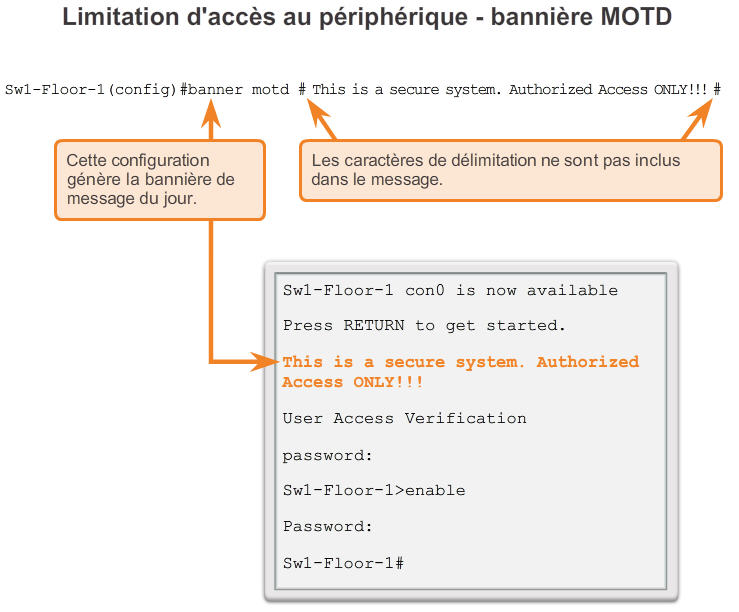 Limitation d'accès au périphérique - bannière MOTD
Sw1-Floor-1(config)#banner motd # This is a secure system. Authorized Access ONLY!!! #
Cette configuration
génère la bannière de
message du jour.
Les caractères de délimitation ne sont pas inclus
dans le message.
Sw1-Floor-1 con0 is now available
Press RETURN to get started.
This is a secure system. Authorized
Access ONLY!!!
User Access Verification
password:
Sw1-Floor-1>enable
Password:
Sw1-Floor-1#